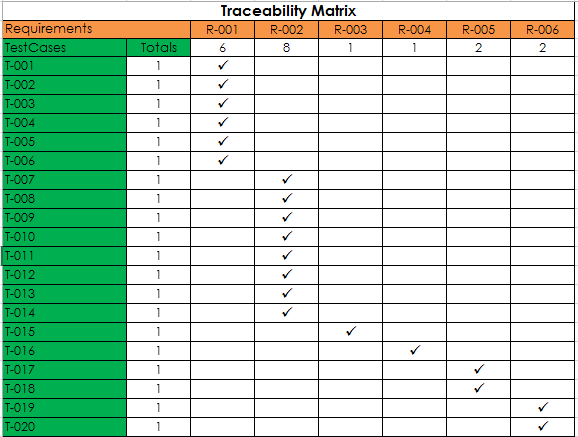 Traceability Matrix
Requirements R-001 R-002 R-003 R-004 R-005 R-006
TestCases Totals 6 8 1 1 2 2
T-001 1 ✓
T-002 1 ✓
T-003 1 ✓
T-004 1 ✓
T-005 1 ✓
T-006 1 ✓
T-007 1 ✓
T-008 1 ✓
T-009 1 ✓
T-010 1 ✓
T-011 1 ✓
T-012 1 ✓
T-013 1 ✓
T-014 1 ✓
T-015 1 ✓
T-016 1 ✓
T-017 1 ✓
T-018 1 ✓
T-019 1 ✓
T-020 1 ✓